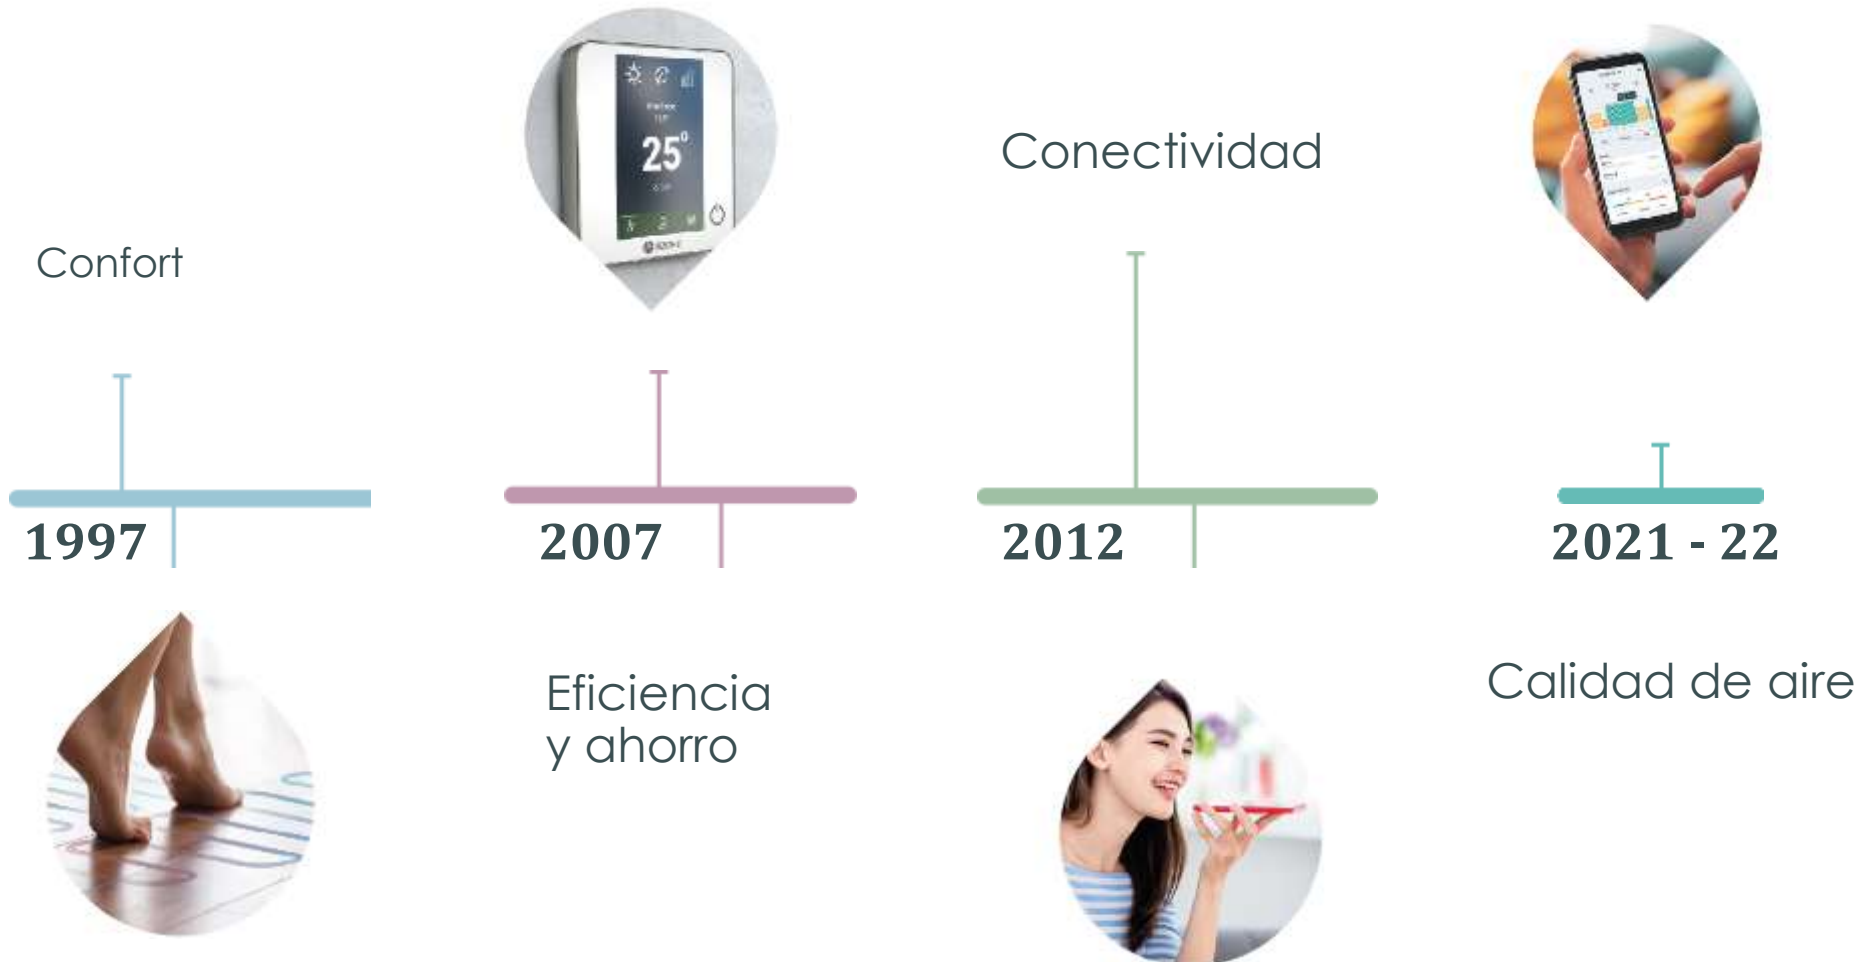 Confort
25°
Conectividad
1997
2007
2012
2021 - 22
Eficiencia
y ahorro
Calidad de aire